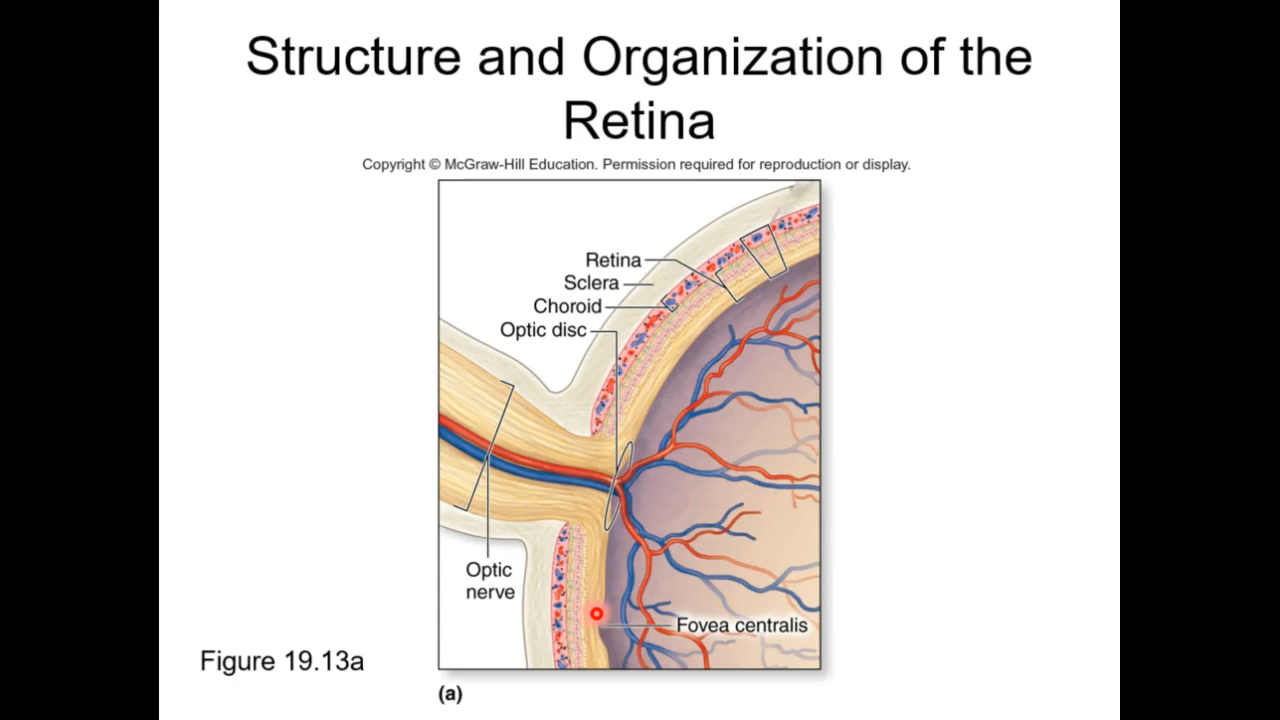 Structure and Organization of the
Retina
Copyright © McGraw-Hill Education. Permission required for reproduction or display.
Retina
Sclera
Choroid
Optic disc
Optic
nerve
Fovea centralis
Figure 19.13a
(a)